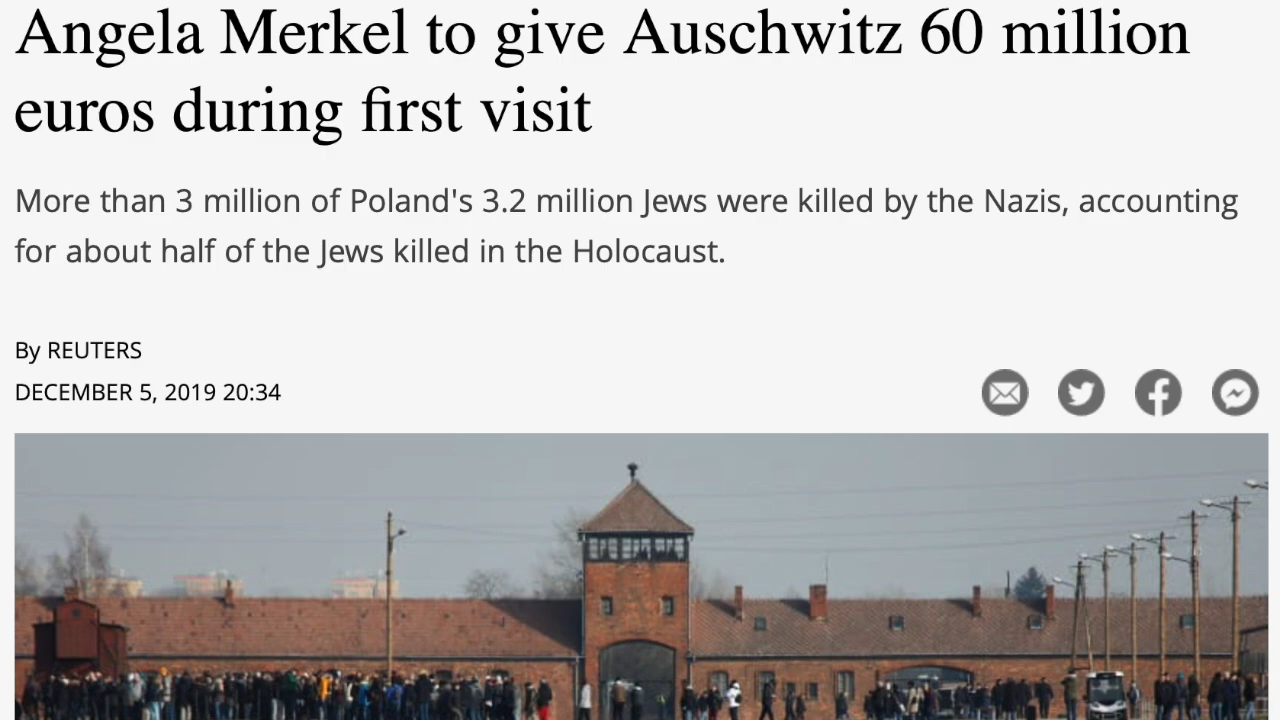 Angela Merkel to give Auschwitz 60 million
euros during first visit
More than 3 million of Poland's 3.2 million Jews were killed by the Nazis, accounting
for about half of the Jews killed in the Holocaust.
By REUTERS
DECEMBER 5, 2019 20:34